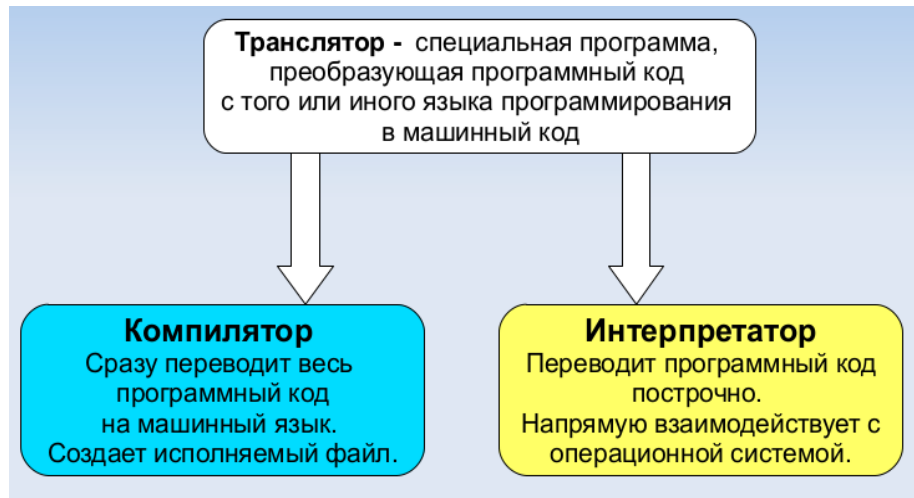 Транслятор - специальная программа,
преобразующая программный код
с того или иного языка программирования
в машинный код
Компилятор
Сразу переводит весь
программный код
на машинный язык.
Создает исполняемый файл.
Интерпретатор
Переводит программный код
построчно.
Напрямую взаимодействует с
операционной системой.